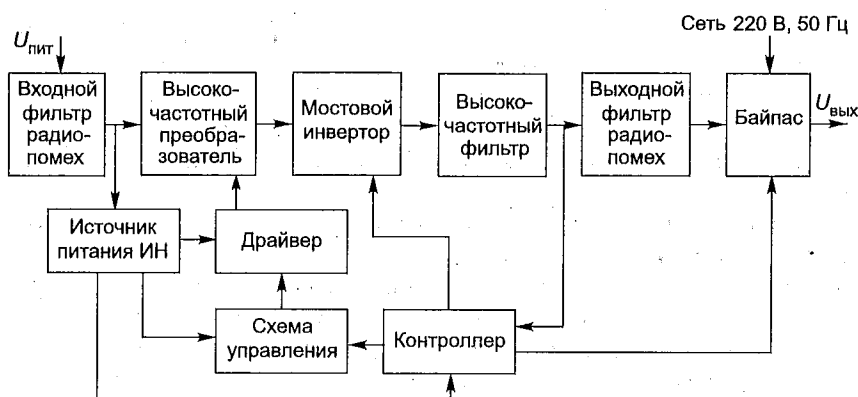 Сеть 220 В, 50 Гц
Uпит
Входной
фильтр
радио-
помех
Высоко-
частотный
преобра-
зователь
Мостовой
инвертор
Высоко-
частотный
фильтр
Выходной
фильтр
радио-
помех
Байпас
Uвых
Источник
питания ИН
Драйвер
Схема
управления
Контроллер